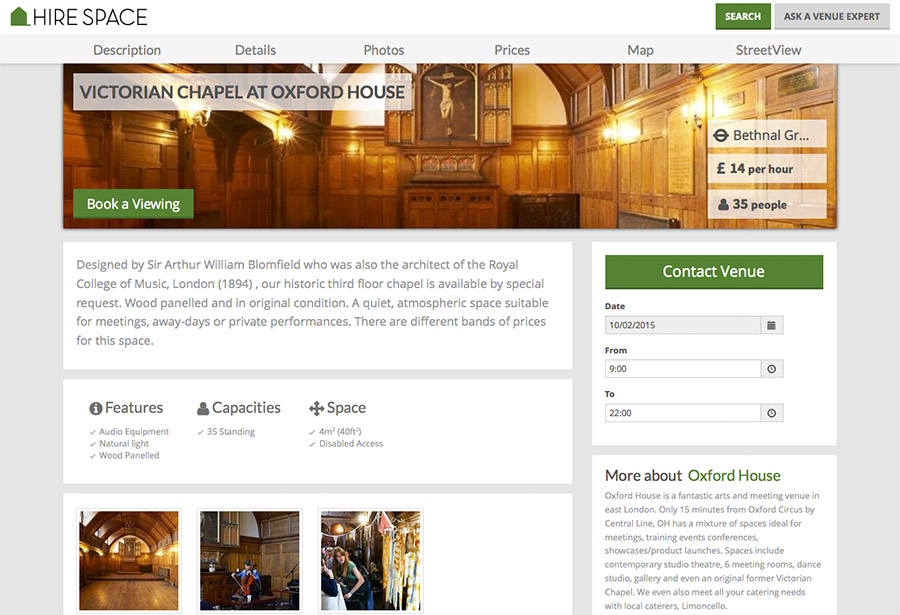 HIRE SPACE
SEARCH
ASK A VENUE EXPERT
Description
Details
Photos
Prices
Map
StreetView
VICTORIAN CHAPEL AT OXFORD HOUSE
Bethnal Gr...
£ 14 per hour
35 people
Book a Viewing
Designed by Sir Arthur William Blomfield who was also the architect of the Royal
College of Music, London (1894) , our historic third floor chapel is available by special
request. Wood panelled and in original condition. A quiet, atmospheric space suitable
for meetings, away-days or private performances. There are different bands of prices
for this space.
Features
Audio Equipment
Natural light
Wood Panelled
Capacities
35 Standing
Space
4m² (40ft²)
Disabled Access
Contact Venue
Date
10/02/2015
From
9:00
To
22:00
More about Oxford House
Oxford House is a fantastic arts and meeting venue in
east London. Only 15 minutes from Oxford Circus by
Central Line, OH has a mixture of spaces ideal for
meetings, training events conferences,
showcases/product launches. Spaces include
contemporary studio theatre, 6 meeting rooms, dance
studio, gallery and even an original former Victorian
Chapel. We even also meet all your catering needs
with local caterers, Limoncello.